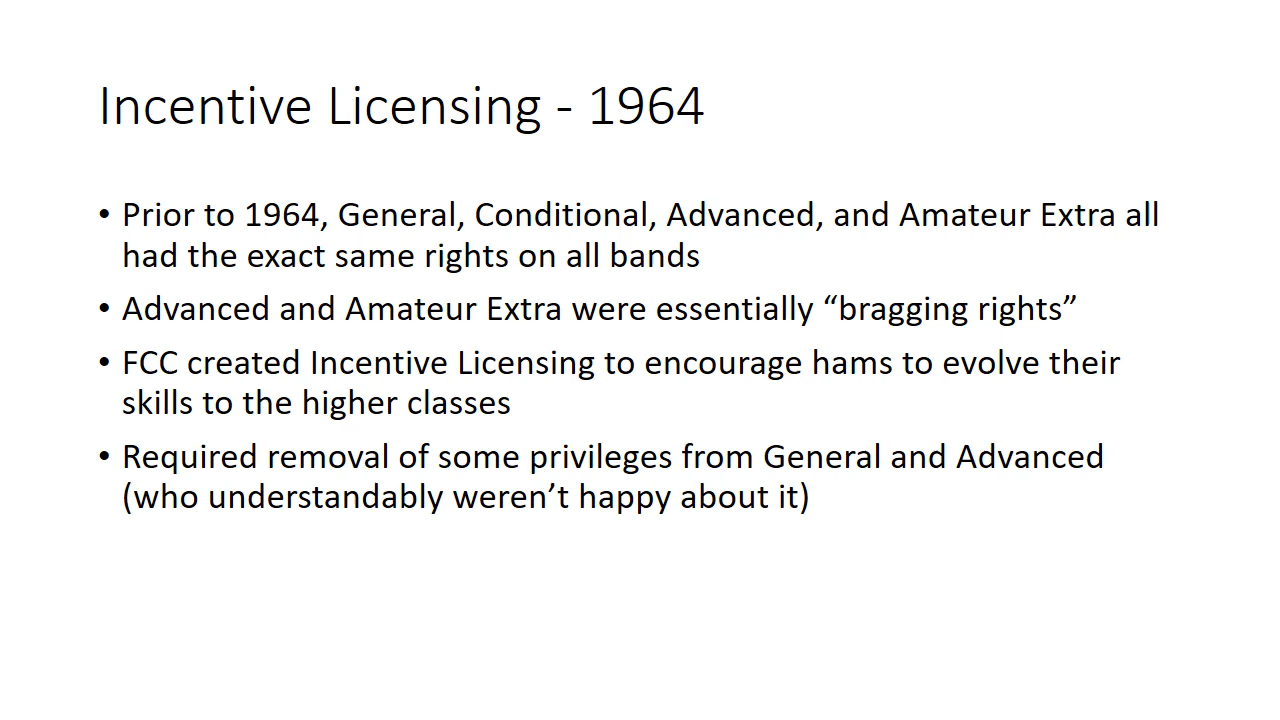 Incentive Licensing - 1964
• Prior to 1964, General, Conditional, Advanced, and Amateur Extra all
had the exact same rights on all bands
• Advanced and Amateur Extra were essentially “bragging rights”
• FCC created Incentive Licensing to encourage hams to evolve their
skills to the higher classes
• Required removal of some privileges from General and Advanced
(who understandably weren’t happy about it)